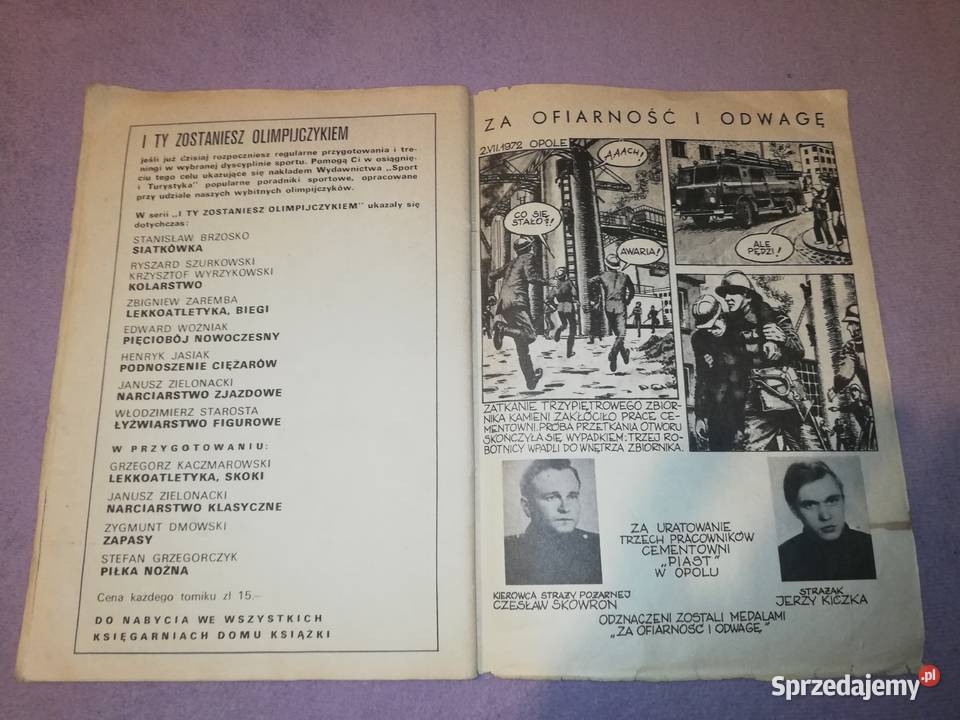 I TY ZOSTANIESZ OLIMPIJCZYKIEM
jeśli już dzisiaj rozpoczniesz regularne przygotowania i tre-
ningi w wybranej dyscyplinie sportu. Pomogą Ci w osiągnię-
ciu tego celu ukazujące się nakładem Wydawnictwa „Sport
i Turystyka" popularne poradniki sportowe, opracowane
przy udziale naszych wybitnych olimpijczyków.
W serii „I TY ZOSTANIESZ OLIMPIJCZYKIEM" ukazały się
dotychczas:
STANISŁAW BRZOSKO
SIATKÓWKA
RYSZARD SZURKOWSKI
KRZYSZTOF WYRZYKOWSKI
KOLARSTWO
ZBIGNIEW ZAREMBA
LEKKOATLETYKA, BIEGI
EDWARD WOŹNIAK
PIĘCIOBÓJ NOWOCZESNY
HENRYK JASIAK
PODNOSZENIE CIĘŻARÓW
JANUSZ ZIELONACKI
NARCIARSTWO ZJAZDOWE
WŁODZIMIERZ STAROSTA
ŁYŻWIARSTWO FIGUROWE
W PRZYGOTOWANIU:
GRZEGORZ KACZMAROWSKI
LEKKOATLETYKA, SKOKI
JANUSZ ZIELONACKI
NARCIARSTWO KLASYCZNE
ZYGMUNT DMOWSKI
ZAPASY
STEFAN GRZEGORCZYK
PIŁKA NOŻNA
Cena każdego tomiku zł 15.—
DO NABYCIA WE WSZYSTKICH
KSIĘGARNIACH DOMU KSIĄŻKI
ZA OFIARNOŚĆ I ODWAGĘ
2.VII.1972 OPOLE
AAACH!
CO SIĘ
STAŁO?!
AWARIA!
ALE
PĘDZI!
ZATKANIE TRZYPIĘTROWEGO ZBIOR-
NIKA KAMIENI ZAKŁÓCIŁO PRACĘ CE-
MENTOWNI. PRÓBA PRZETKANIA OTWORU
SKOŃCZYŁA SIĘ WYPADKIEM: TRZEJ RO-
BOTNICY WPADLI DO WNĘTRZA ZBIORNIKA.
ZA URATOWANIE
TRZECH PRACOWNIKÓW
CEMENTOWNI
„PIAST"
W OPOLU
KIEROWCA STRAŻY POŻARNEJ
CZESŁAW SKOWRON
STRAŻAK
JERZY KICZKA
ODZNACZENI ZOSTALI MEDALAMI
„ZA OFIARNOŚĆ I ODWAGĘ"
Sprzedajemy.pl